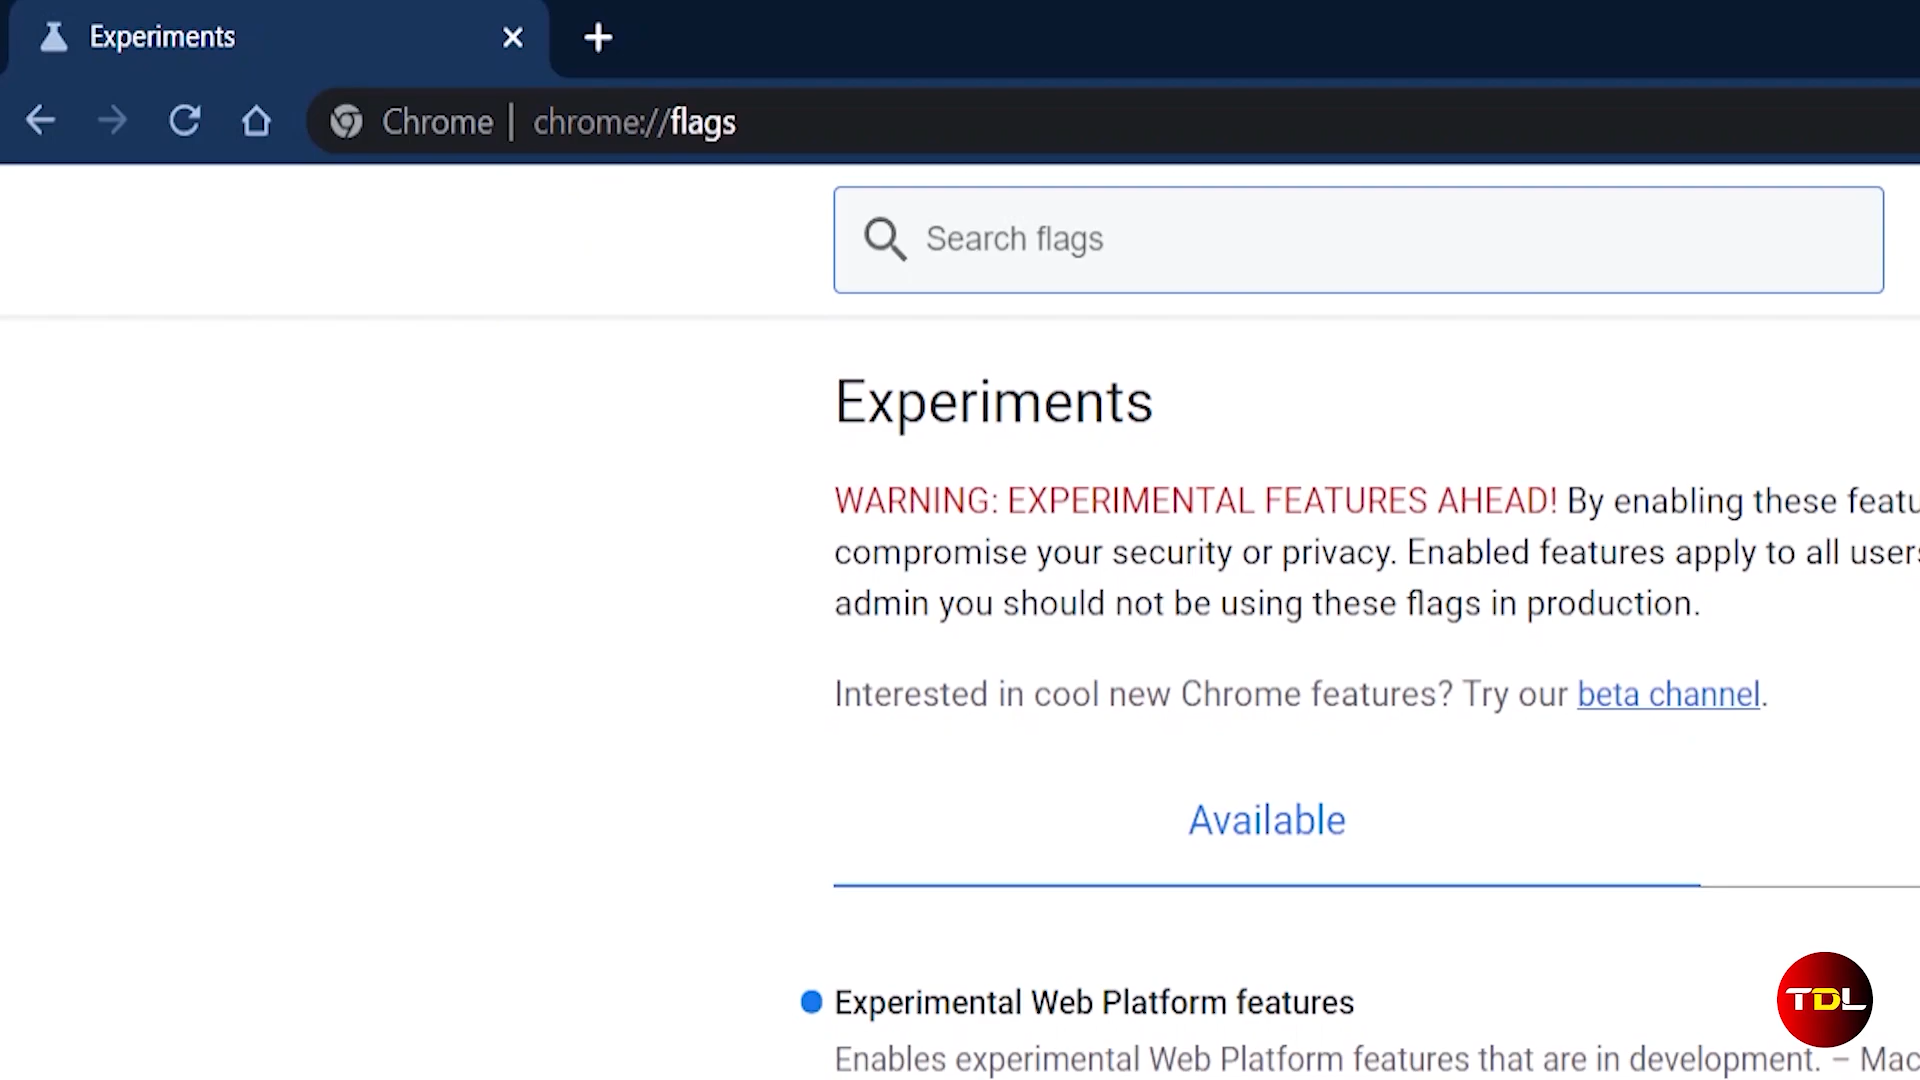 Experiments
Chrome | chrome://flags
Search flags
Experiments
WARNING: EXPERIMENTAL FEATURES AHEAD! By enabling these featu
compromise your security or privacy. Enabled features apply to all users
admin you should not be using these flags in production.
Interested in cool new Chrome features? Try our beta channel.
Available
Experimental Web Platform features
Enables experimental Web Platform features that are in development. – Mac
TDL